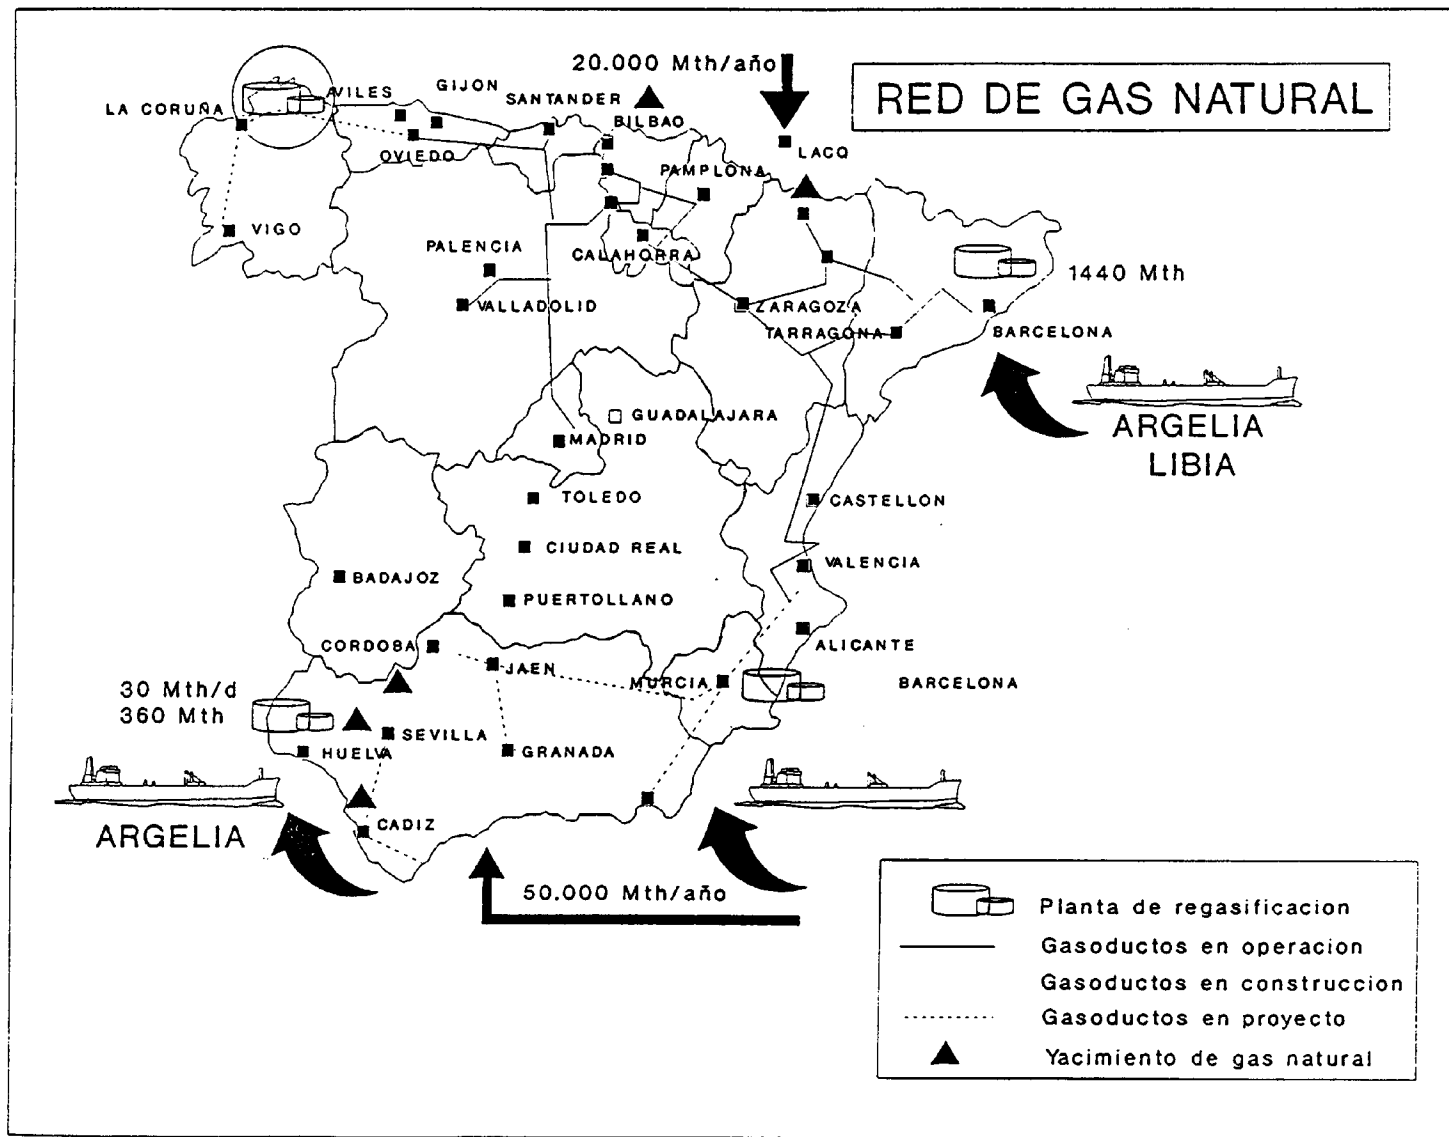 20.000 Mth/año
RED DE GAS NATURAL
AVILES
GIJON
SANTANDER
LA CORUÑA
BILBAO
LACQ
OVIEDO
PAMPLONA
VIGO
PALENCIA
CALAHORRA
1440 Mth
VALLADOLID
ZARAGOZA
TARRAGONA
BARCELONA
GUADALAJARA
MADRID
ARGELIA
LIBIA
TOLEDO
CASTELLON
CIUDAD REAL
VALENCIA
BADAJOZ
PUERTOLLANO
CORDOBA
ALICANTE
JAEN
MURCIA
BARCELONA
30 Mth/d
360 Mth
SEVILLA
HUELVA
GRANADA
CADIZ
ARGELIA
50.000 Mth/año
Planta de regasificacion
Gasoductos en operacion
Gasoductos en construccion
Gasoductos en proyecto
Yacimiento de gas natural